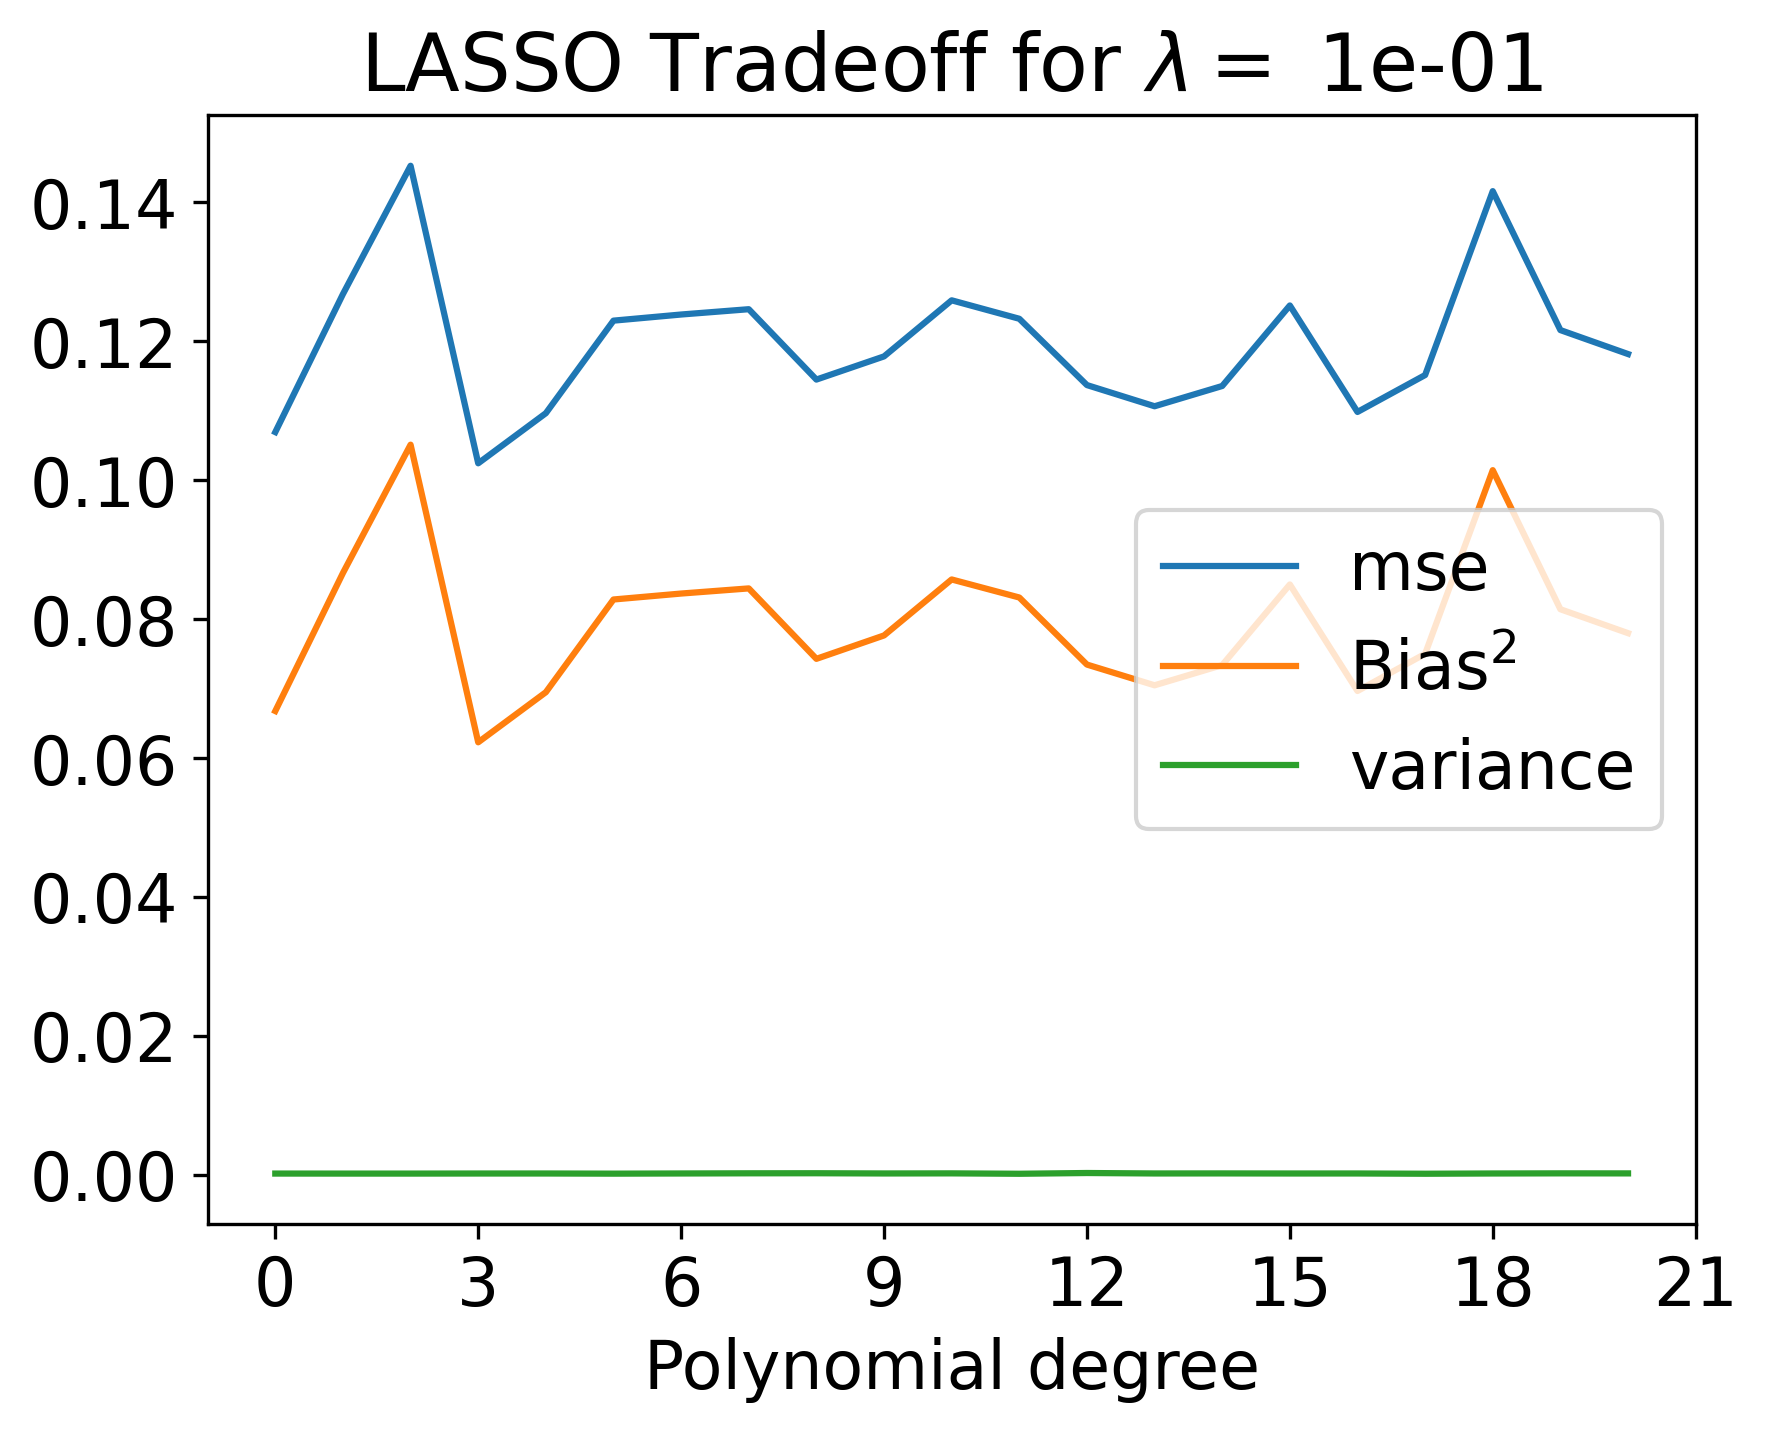 LASSO Tradeoff for λ = 1e-01
0.14
0.12
0.10
0.08
0.06
0.04
0.02
0.00
mse
Bias²
variance
0 3 6 9 12 15 18 21
Polynomial degree